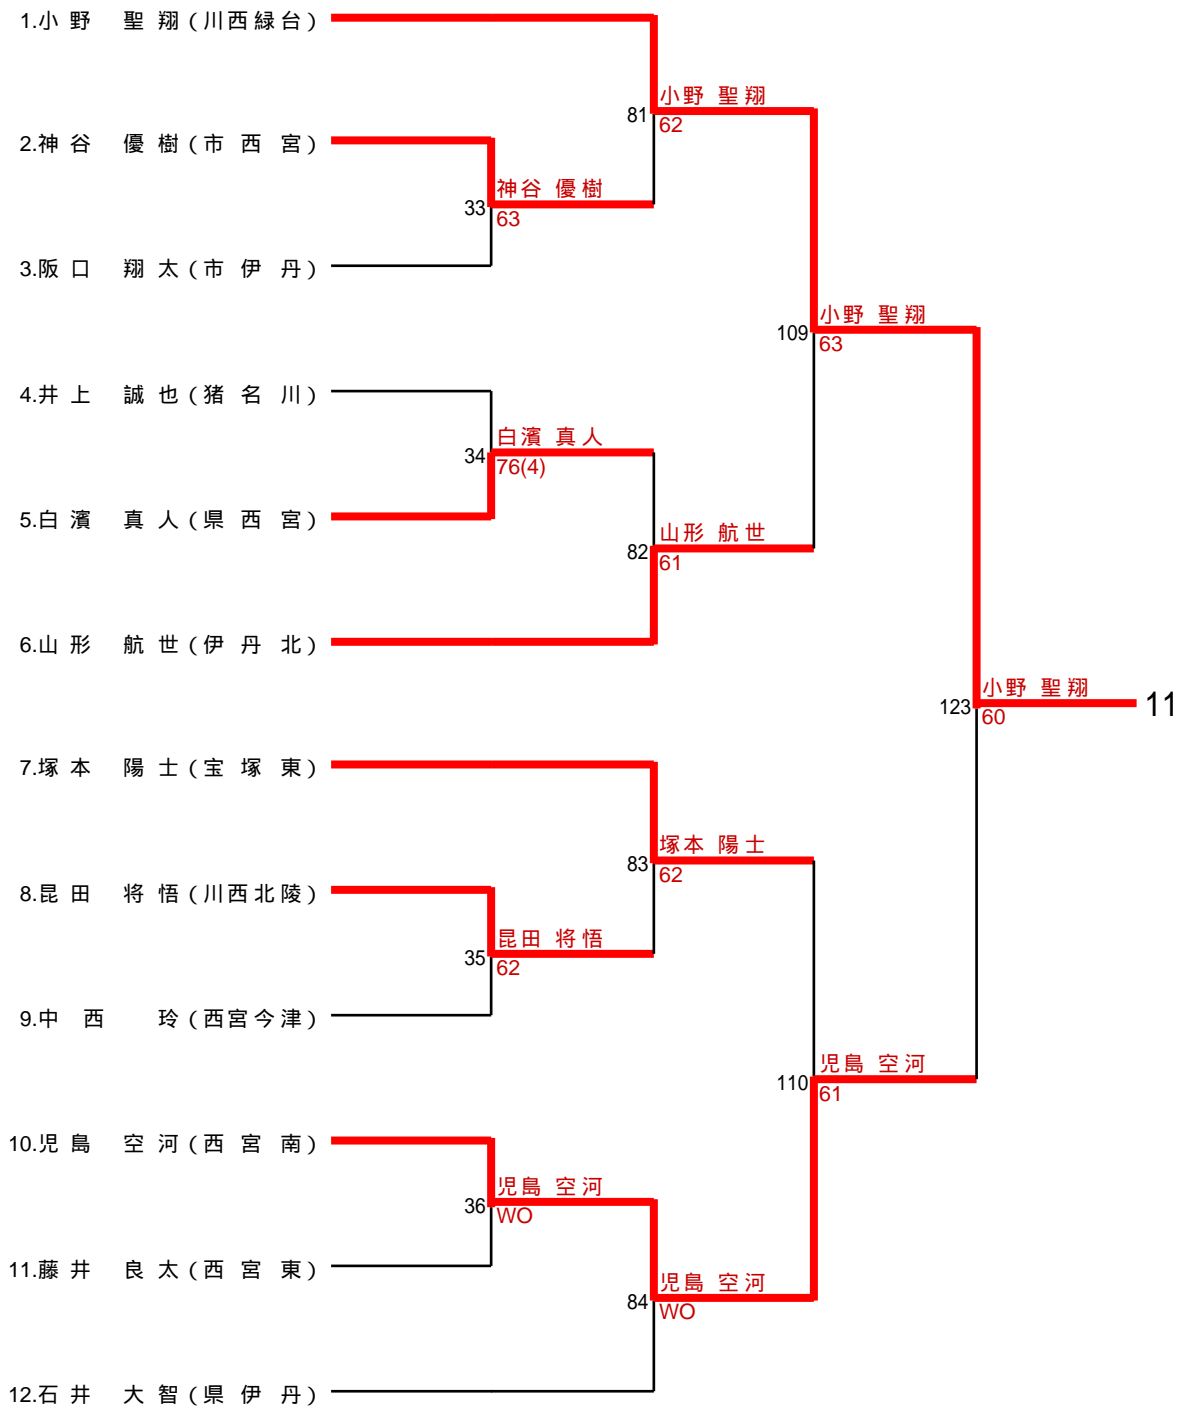 1.小野 聖翔(川西緑台)
小野 聖翔
81
62
2.神谷 優樹(市西宮)
神谷 優樹
33
63
3.阪口 翔太(市伊丹)
小野 聖翔
109
63
4.井上 誠也(猪名川)
白濱 真人
34
76(4)
5.白濱 真人(県西宮)
山形 航世
82
61
6.山形 航世(伊丹北)
小野 聖翔
123
60
11
7.塚本 陽士(宝塚東)
塚本 陽士
83
62
8.昆田 将悟(川西北陵)
昆田 将悟
35
62
9.中西 玲(西宮今津)
児島 空河
110
61
10.児島 空河(西宮南)
児島 空河
36
WO
11.藤井 良太(西宮東)
児島 空河
84
WO
12.石井 大智(県伊丹)